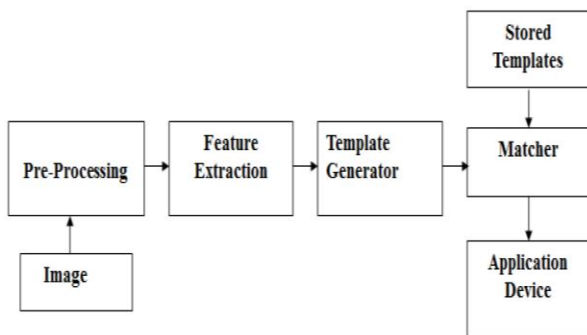 Stored
Templates
Pre-Processing
Feature
Extraction
Template
Generator
Matcher
Image
Application
Device